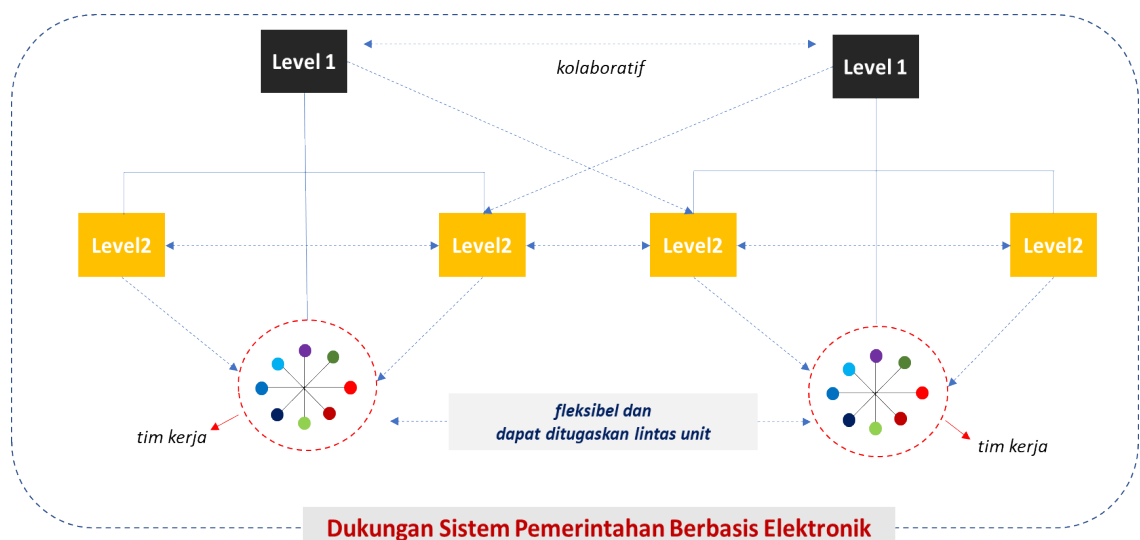 Level 1
kolaboratif
Level 1
Level2
Level2
Level2
Level2
fleksibel dan
dapat ditugaskan lintas unit
tim kerja
tim kerja
Dukungan Sistem Pemerintahan Berbasis Elektronik